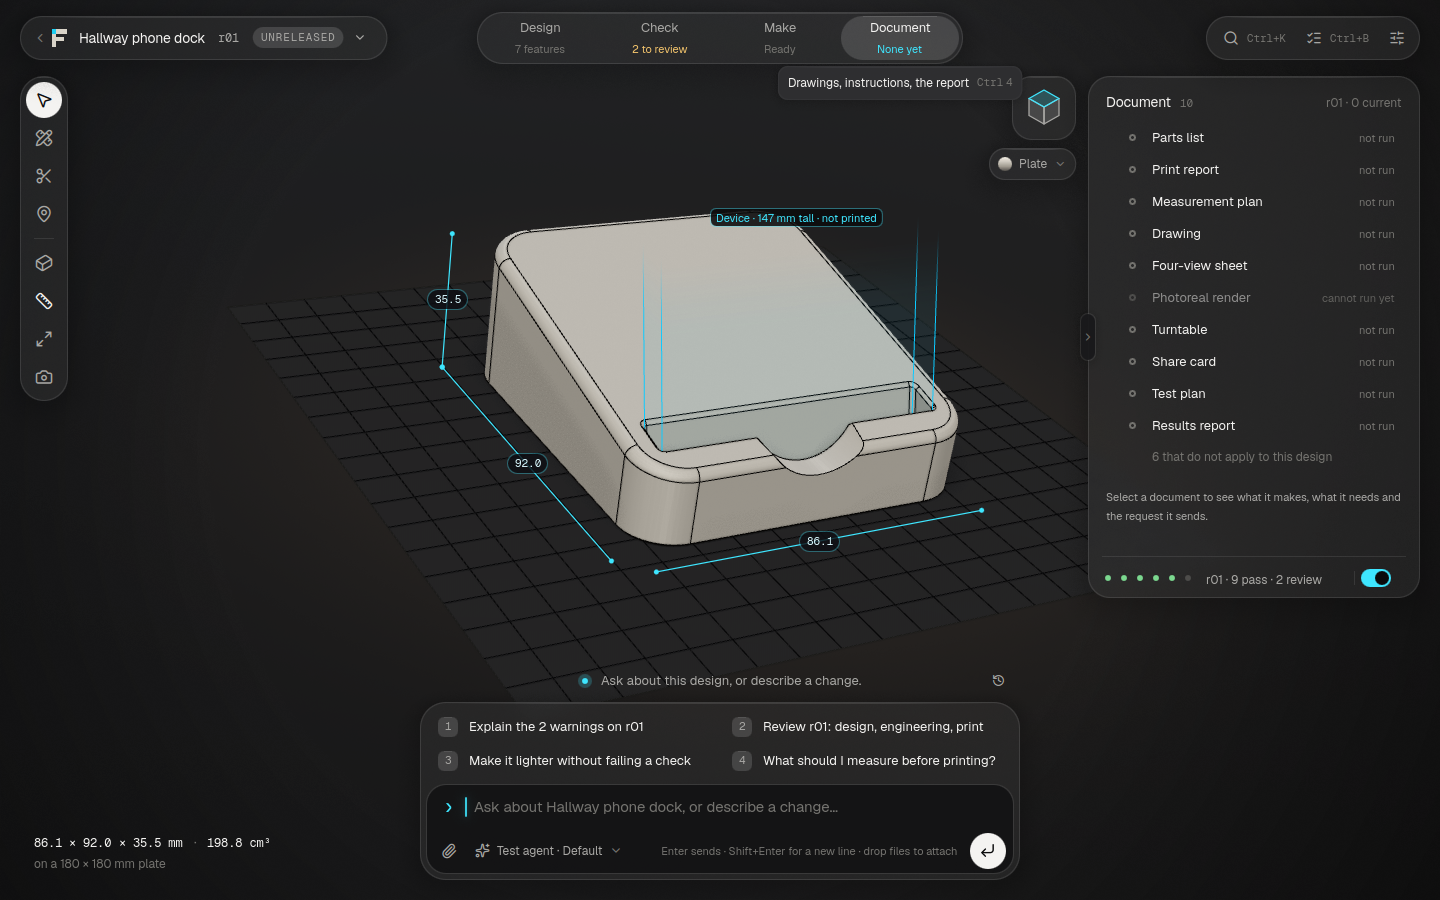 Hallway phone dock r01 UNRELEASED
Design
7 features
Check
2 to review
Make
Ready
Document
None yet
Ctrl+K Ctrl+B
Drawings, instructions, the report Ctrl 4
Plate
Document 10 r01 · 0 current
Parts list not run
Print report not run
Measurement plan not run
Drawing not run
Four-view sheet not run
Photoreal render cannot run yet
Turntable not run
Share card not run
Test plan not run
Results report not run
6 that do not apply to this design
Select a document to see what it makes, what it needs and
the request it sends.
r01 · 9 pass · 2 review
Device · 147 mm tall · not printed
35.5
92.0
86.1
Ask about this design, or describe a change.
1 Explain the 2 warnings on r01
2 Review r01: design, engineering, print
3 Make it lighter without failing a check
4 What should I measure before printing?
Ask about Hallway phone dock, or describe a change...
Test agent · Default
Enter sends · Shift+Enter for a new line · drop files to attach
86.1 × 92.0 × 35.5 mm · 198.8 cm³
on a 180 × 180 mm plate